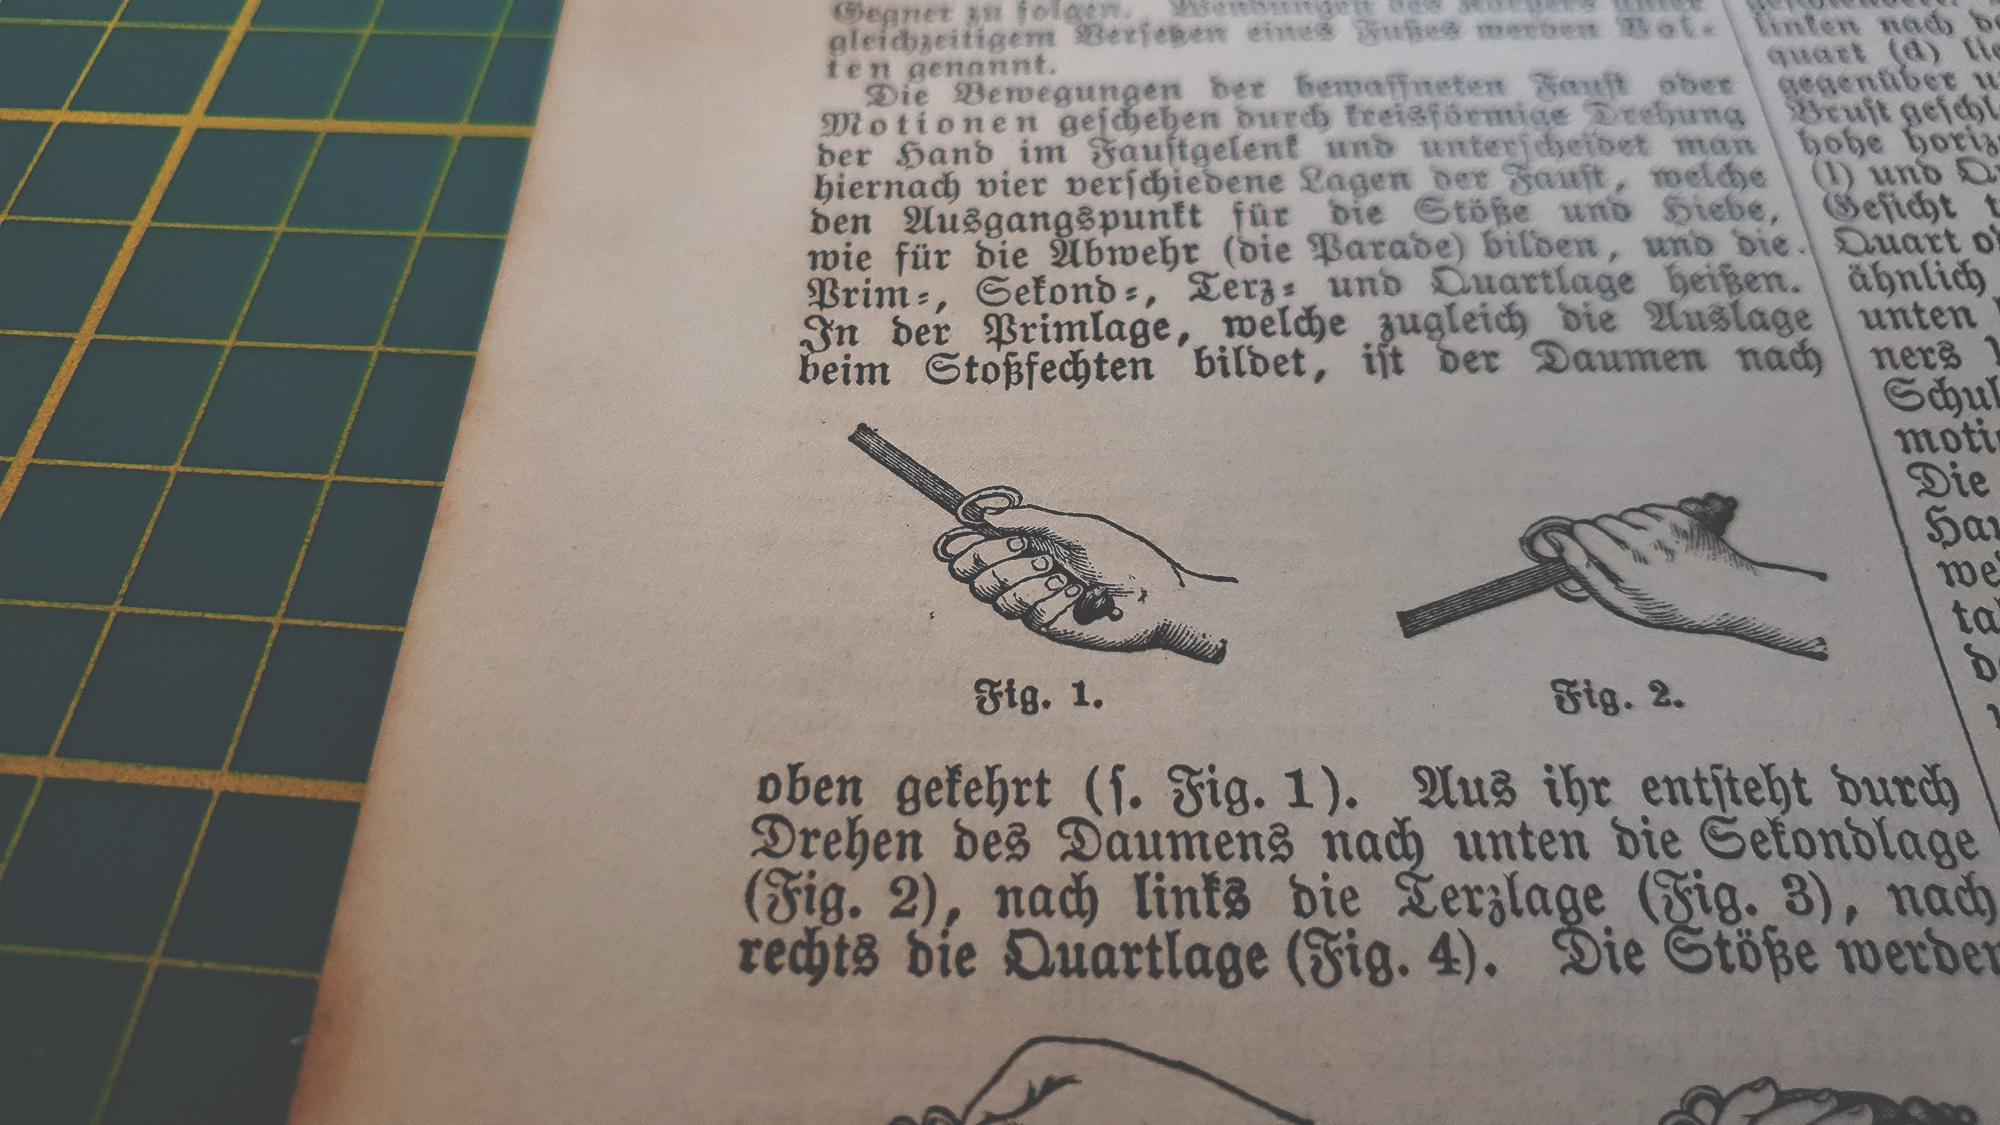 Gegner zu folgen. Wendungen des Körpers unter
gleichzeitigem Versetzen eines Fußes werden Vol⸗
ten genannt.
Die Bewegungen der bewaffneten Fauſt oder
Motionen geſchehen durch kreisförmige Drehung
der Hand im Fauſtgelenk und unterſcheidet man
hiernach vier verſchiedene Lagen der Fauſt, welche
den Ausgangspunkt für die Stöße und Hiebe,
wie für die Abwehr (die Parade) bilden, und die
Prim⸗, Sekond⸗, Terz⸗ und Quartlage heißen.
In der Primlage, welche zugleich die Auslage
beim Stoßfechten bildet, iſt der Daumen nach
Fig. 1.
Fig. 2.
oben gekehrt (ſ. Fig. 1). Aus ihr entſteht durch
Drehen des Daumens nach unten die Sekondlage
(Fig. 2), nach links die Terzlage (Fig. 3), nach
rechts die Quartlage (Fig. 4). Die Stöße werden
linken nach
quart (d)
gegenüber
Bruſt
hohe
(l) und
Geſicht
Quart
ähnlich
unten
ners
Die